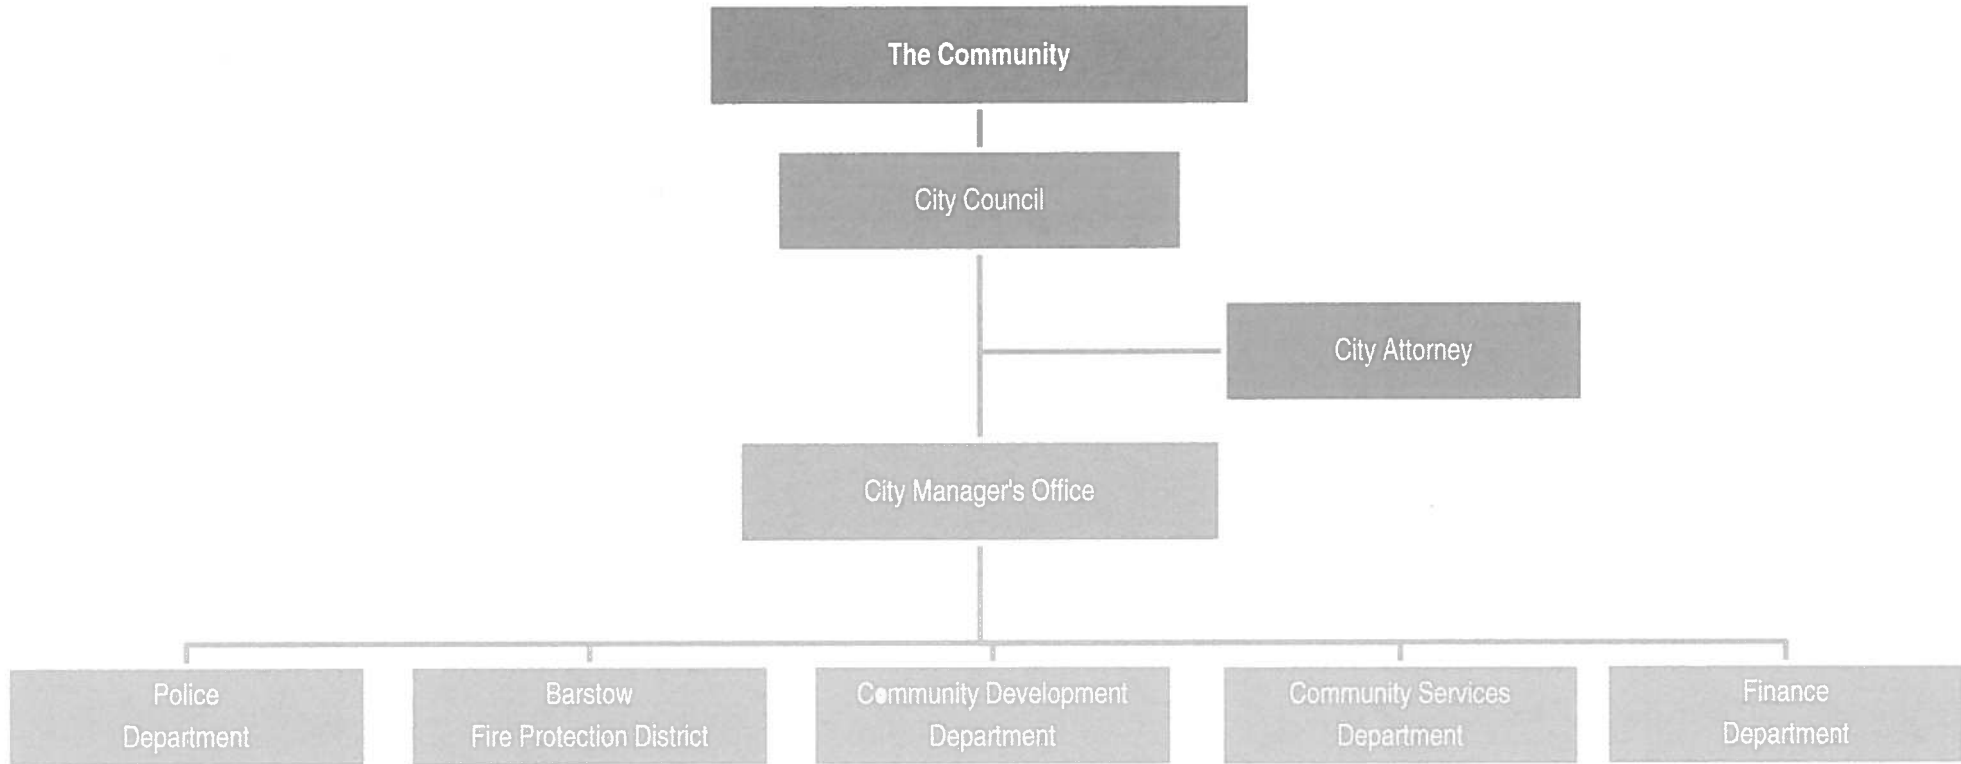 The Community
City Council
City Attorney
City Manager's Office
Police
Department
Barstow
Fire Protection District
Community Development
Department
Community Services
Department
Finance
Department